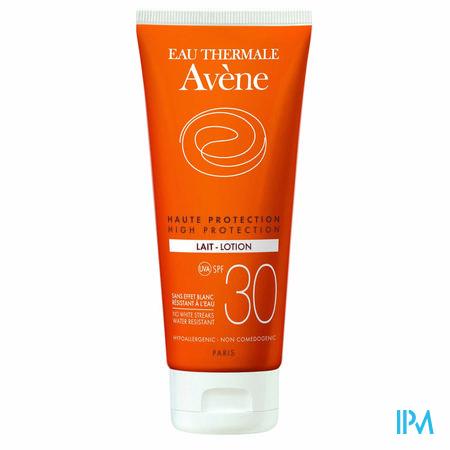 EAU THERMALE
Avène
HAUTE PROTECTION
HIGH PROTECTION
LAIT - LOTION
UVA SPF 30
SANS EFFET BLANC
RÉSISTANT À L'EAU
NO WHITE STREAKS
WATER RESISTANT
HYPOALLERGENIC - NON COMEDOGENIC
PARIS
IPM